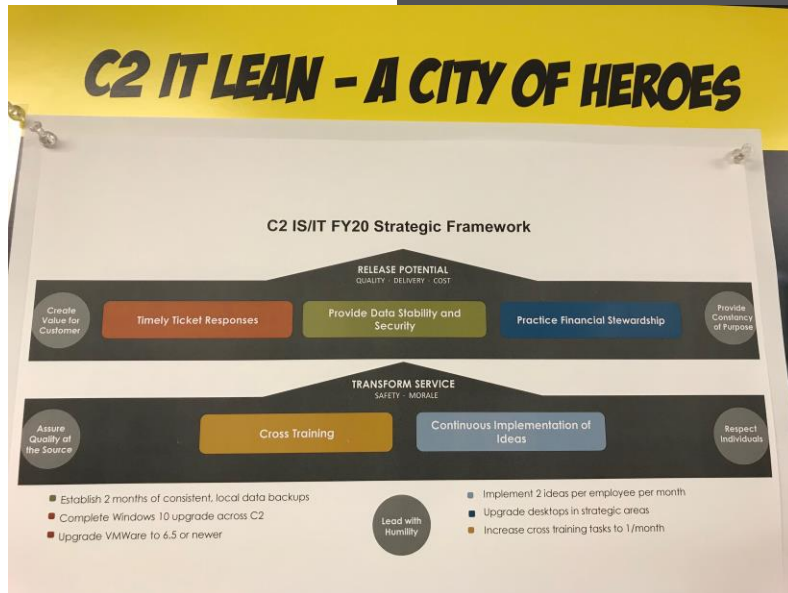 C2 IT LEAN - A CITY OF HEROES
C2 IS/IT FY20 Strategic Framework
RELEASE POTENTIAL
QUALITY · DELIVERY · COST
Create
Value for
Customer
Timely Ticket Responses
Provide Data Stability and
Security
Practice Financial Stewardship
Provide
Constancy
of Purpose
TRANSFORM SERVICE
SAFETY · MORALE
Assure
Quality at
the Source
Cross Training
Continuous Implementation of
Ideas
Respect
Individuals
Establish 2 months of consistent, local data backups
Complete Windows 10 upgrade across C2
Upgrade VMWare to 6.5 or newer
Lead with
Humility
Implement 2 ideas per employee per month
Upgrade desktops in strategic areas
Increase cross training tasks to 1/month